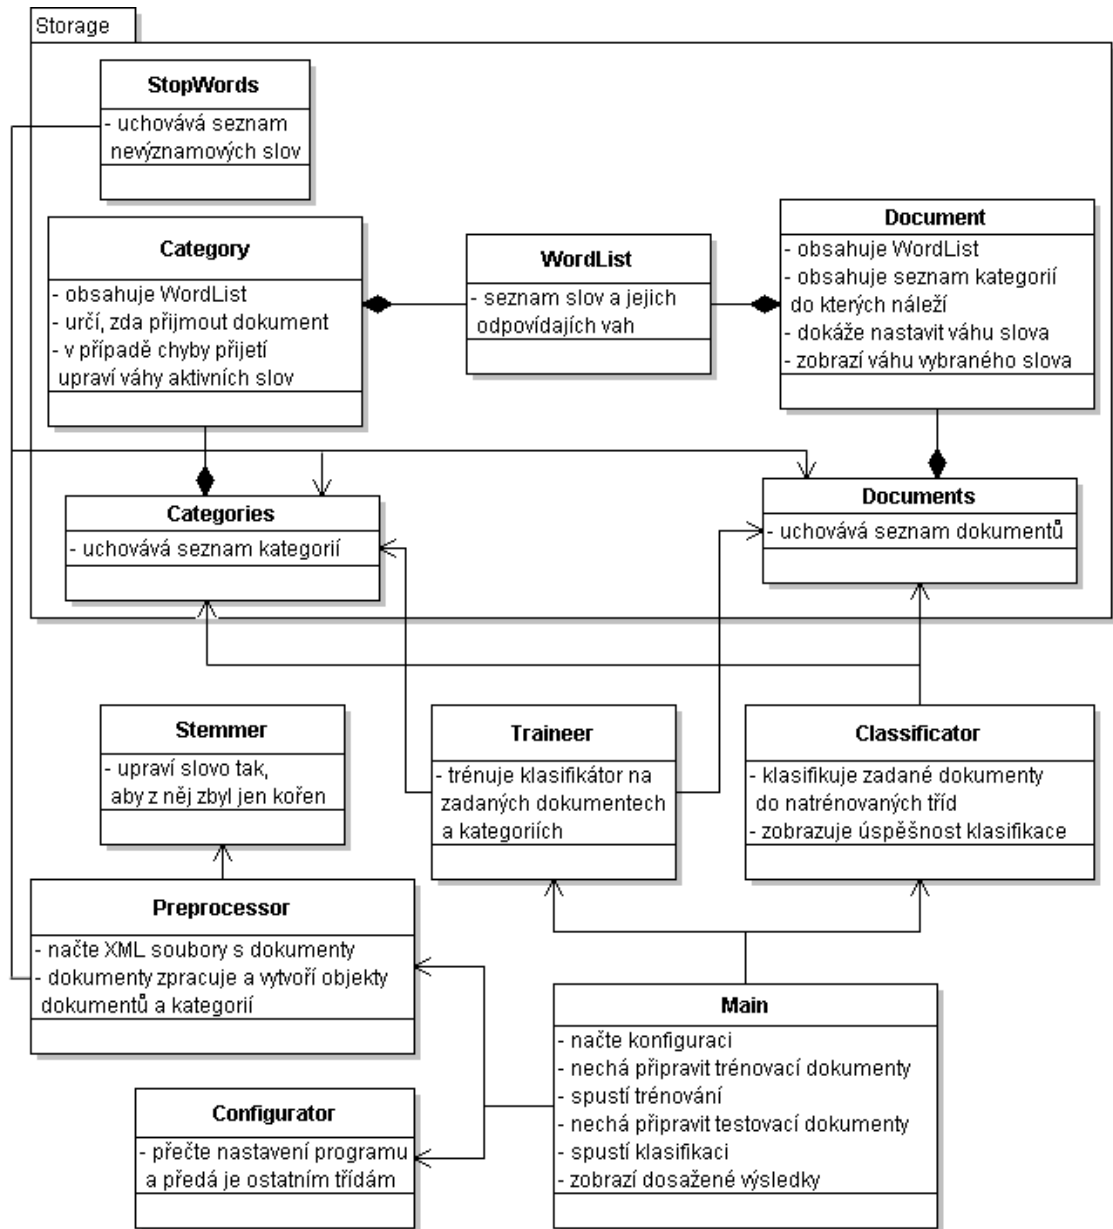 Storage
StopWords
- uchovává seznam
nevýznamových slov
Category
- obsahuje WordList
- určí, zda přijmout dokument
- v případě chyby přijetí
upraví váhy aktivních slov
WordList
- seznam slov a jejich
odpovídajích vah
Document
- obsahuje WordList
- obsahuje seznam kategorií
do kterých náleží
- dokáže nastavit váhu slova
- zobrazí váhu vybraného slova
Categories
- uchovává seznam kategorií
Documents
- uchovává seznam dokumentů
Stemmer
- upraví slovo tak,
aby z něj zbyl jen kořen
Traineer
- trénuje klasifikátor na
zadaných dokumentech
a kategoriích
Classificator
- klasifikuje zadané dokumenty
do natrénovaných tříd
- zobrazuje úspěšnost klasifikace
Preprocessor
- načte XML soubory s dokumenty
- dokumenty zpracuje a vytvoří objekty
dokumentů a kategorií
Main
- načte konfiguraci
- nechá připravit trénovací dokumenty
- spustí trénování
- nechá připravit testovací dokumenty
- spustí klasifikaci
- zobrazí dosažené výsledky
Configurator
- přečte nastavení programu
a předá je ostatním třídám